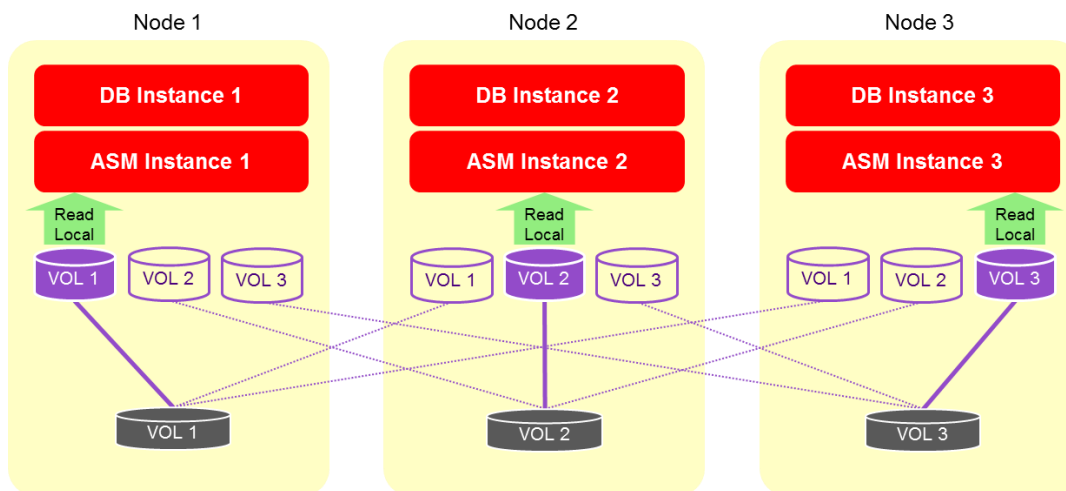 Node 1
Node 2
Node 3
DB Instance 1
DB Instance 2
DB Instance 3
ASM Instance 1
ASM Instance 2
ASM Instance 3
Read
Local
Read
Local
Read
Local
VOL 1
VOL 2
VOL 3
VOL 1
VOL 2
VOL 3
VOL 1
VOL 2
VOL 3
VOL 1
VOL 2
VOL 3